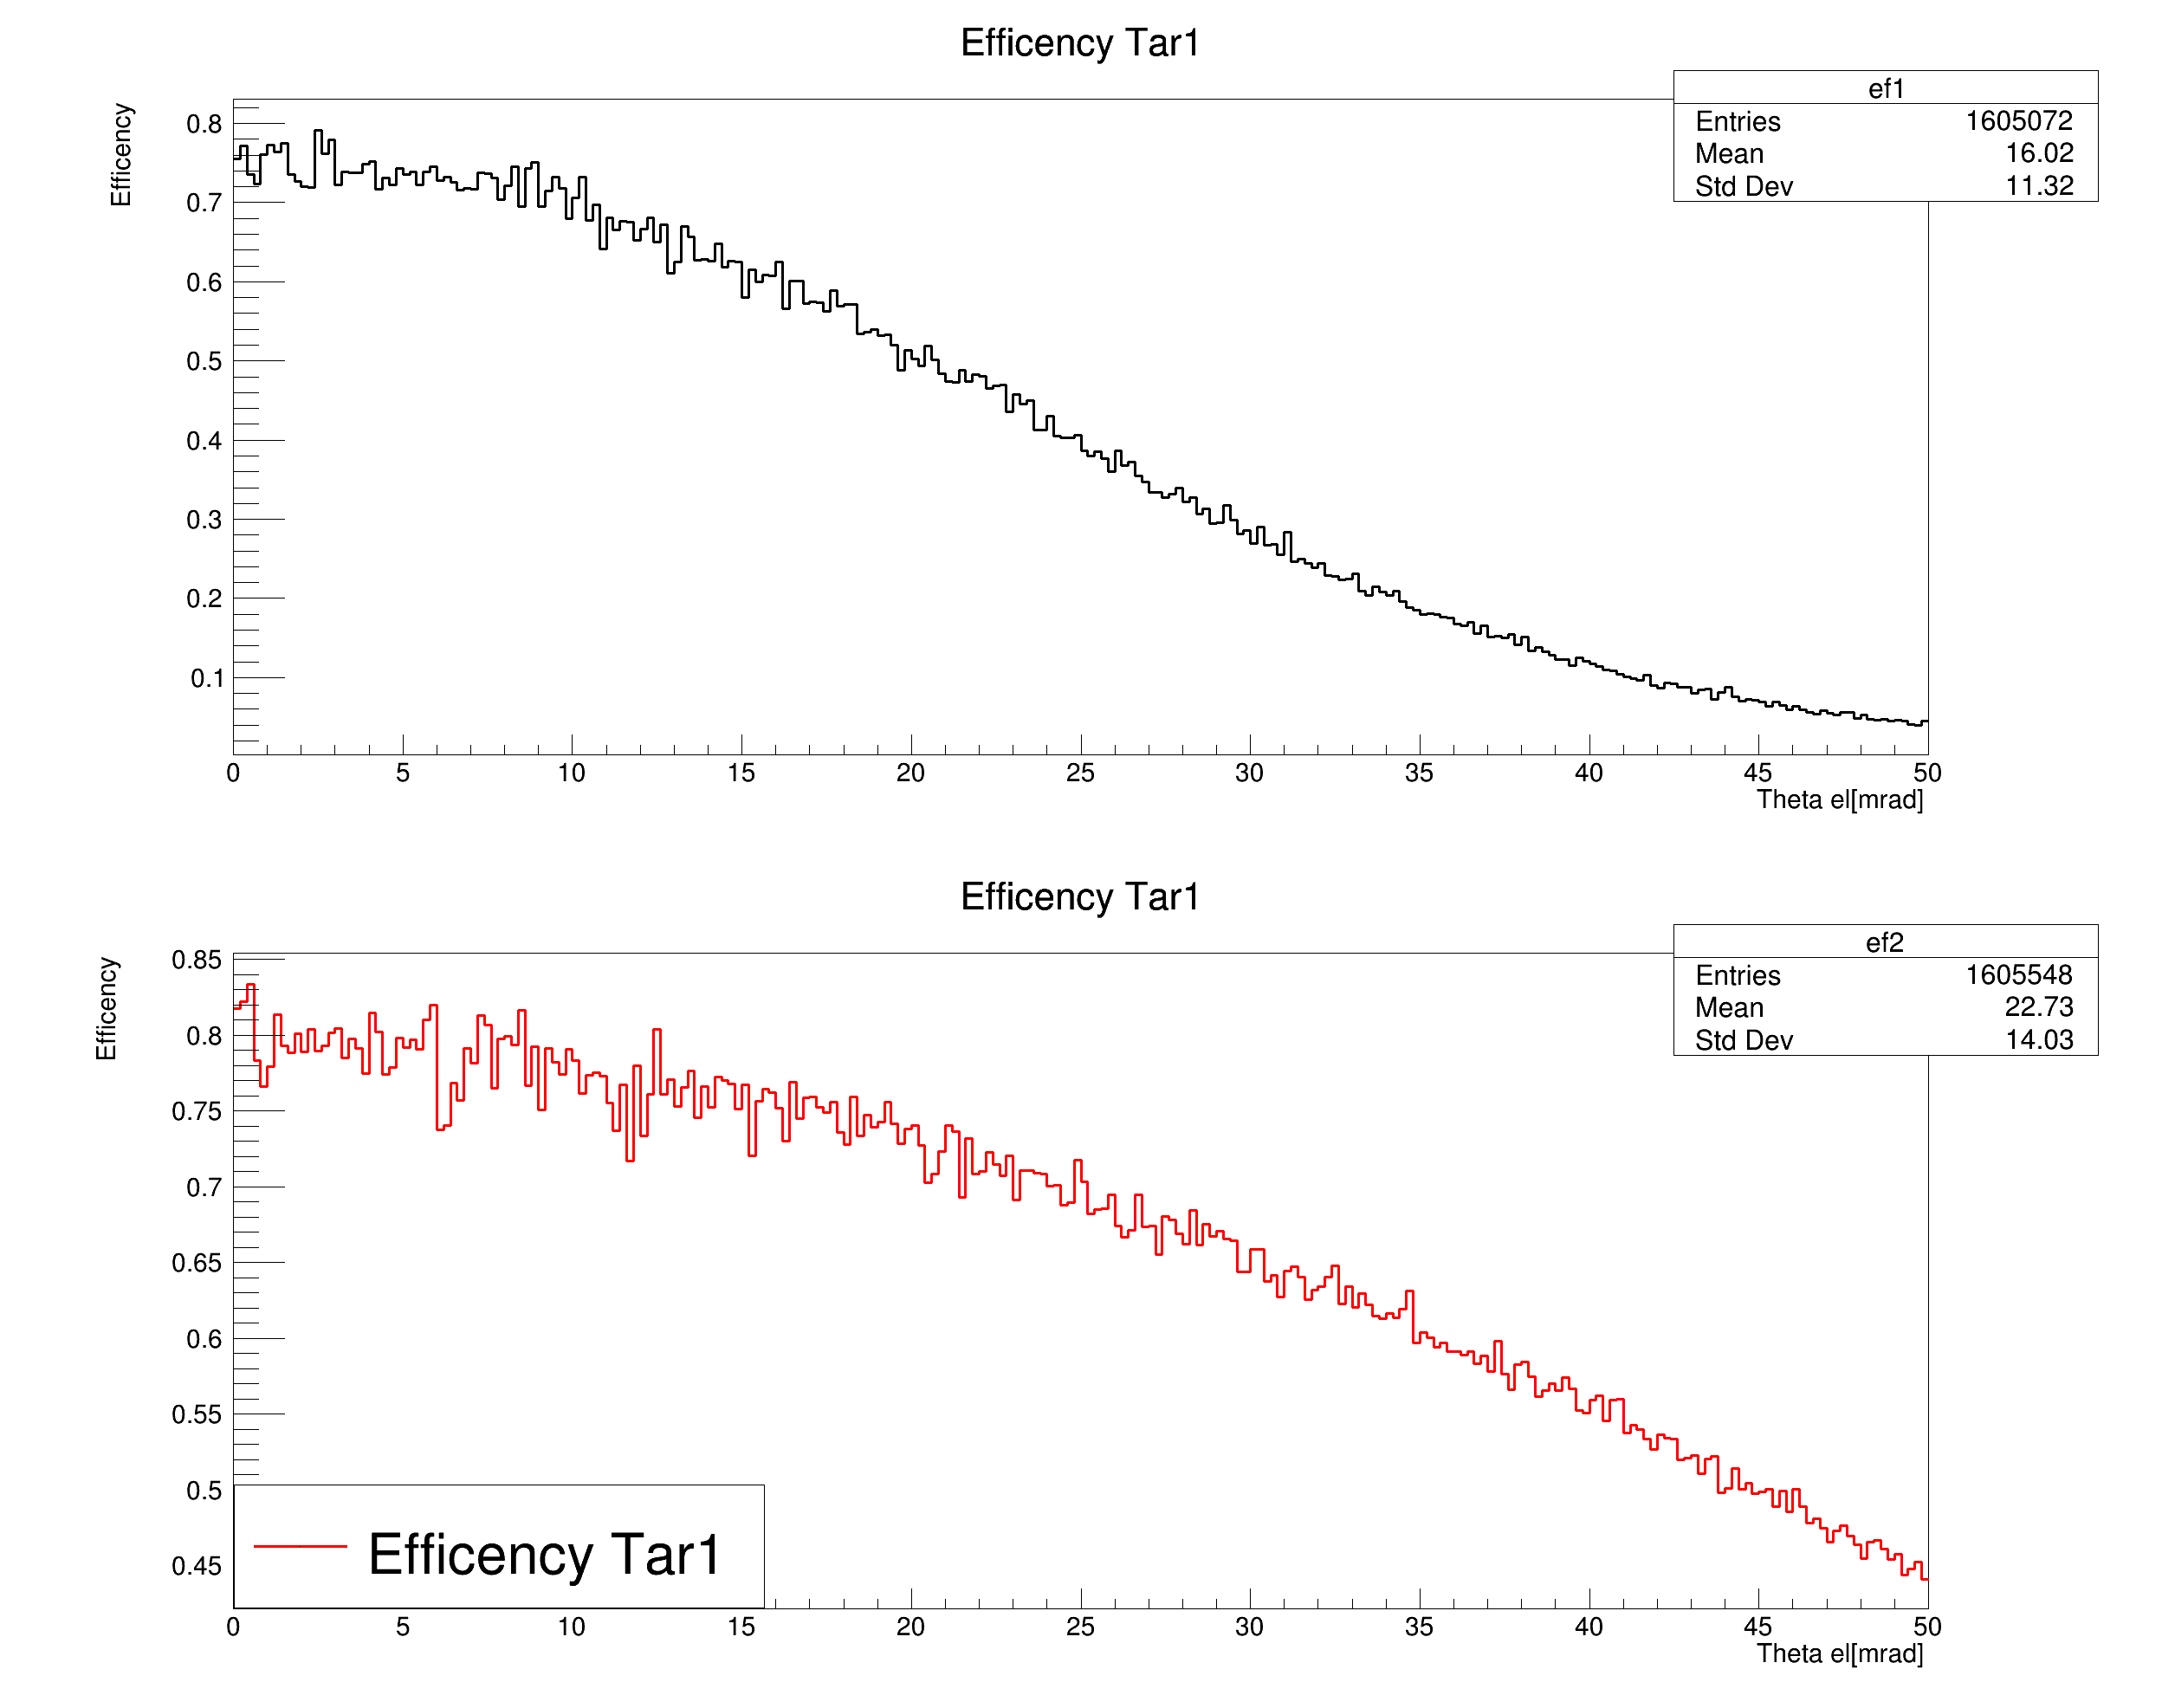 Efficency Tar1
Efficency
ef1
Entries 1605072
Mean 16.02
Std Dev 11.32
0.8
0.7
0.6
0.5
0.4
0.3
0.2
0.1
0 5 10 15 20 25 30 35 40 45 50
Theta el[mrad]
Efficency Tar1
Efficency
ef2
Entries 1605548
Mean 22.73
Std Dev 14.03
0.85
0.8
0.75
0.7
0.65
0.6
0.55
0.5
0.45
Efficency Tar1
0 5 10 15 20 25 30 35 40 45 50
Theta el[mrad]